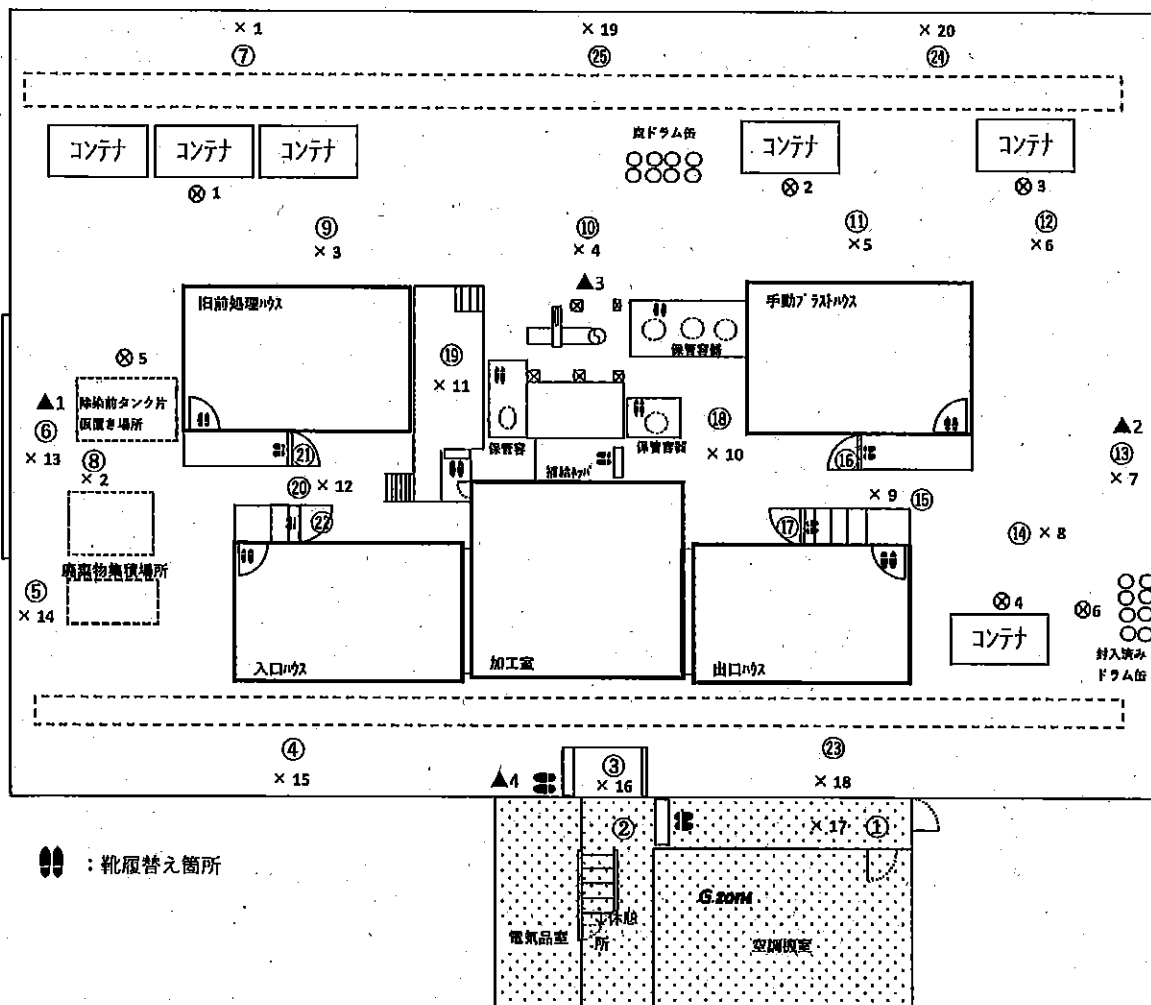 × 1
× 19
× 20
⑦
㉕
㉔
コンテナ
コンテナ
コンテナ
空ドラム缶
コンテナ
コンテナ
⊗ 1
⊗ 2
⊗ 3
⑨
× 3
⑩
× 4
⑪
× 5
⑫
× 6
▲3
旧前処理ハウス
手動ブラストハウス
保管容器
⑲
× 11
⊗ 5
▲1
除染前タンク片
仮置き場所
⑥
× 13
⑧
× 2
保管容
保管容器
⑱
× 10
▲2
⑬
× 7
㉑
⑯
⑳
× 12
㉒
× 9
⑮
⑰
⑭
× 8
廃棄物集積場所
⑤
× 14
⊗ 4
⊗6
コンテナ
封入済み
ドラム缶
入口ハウス
加工室
出口ハウス
④
× 15
③
× 16
▲4
㉓
× 18
②
× 17
①
：靴履替え箇所
G zone
電気品室
休憩
所
空調機室